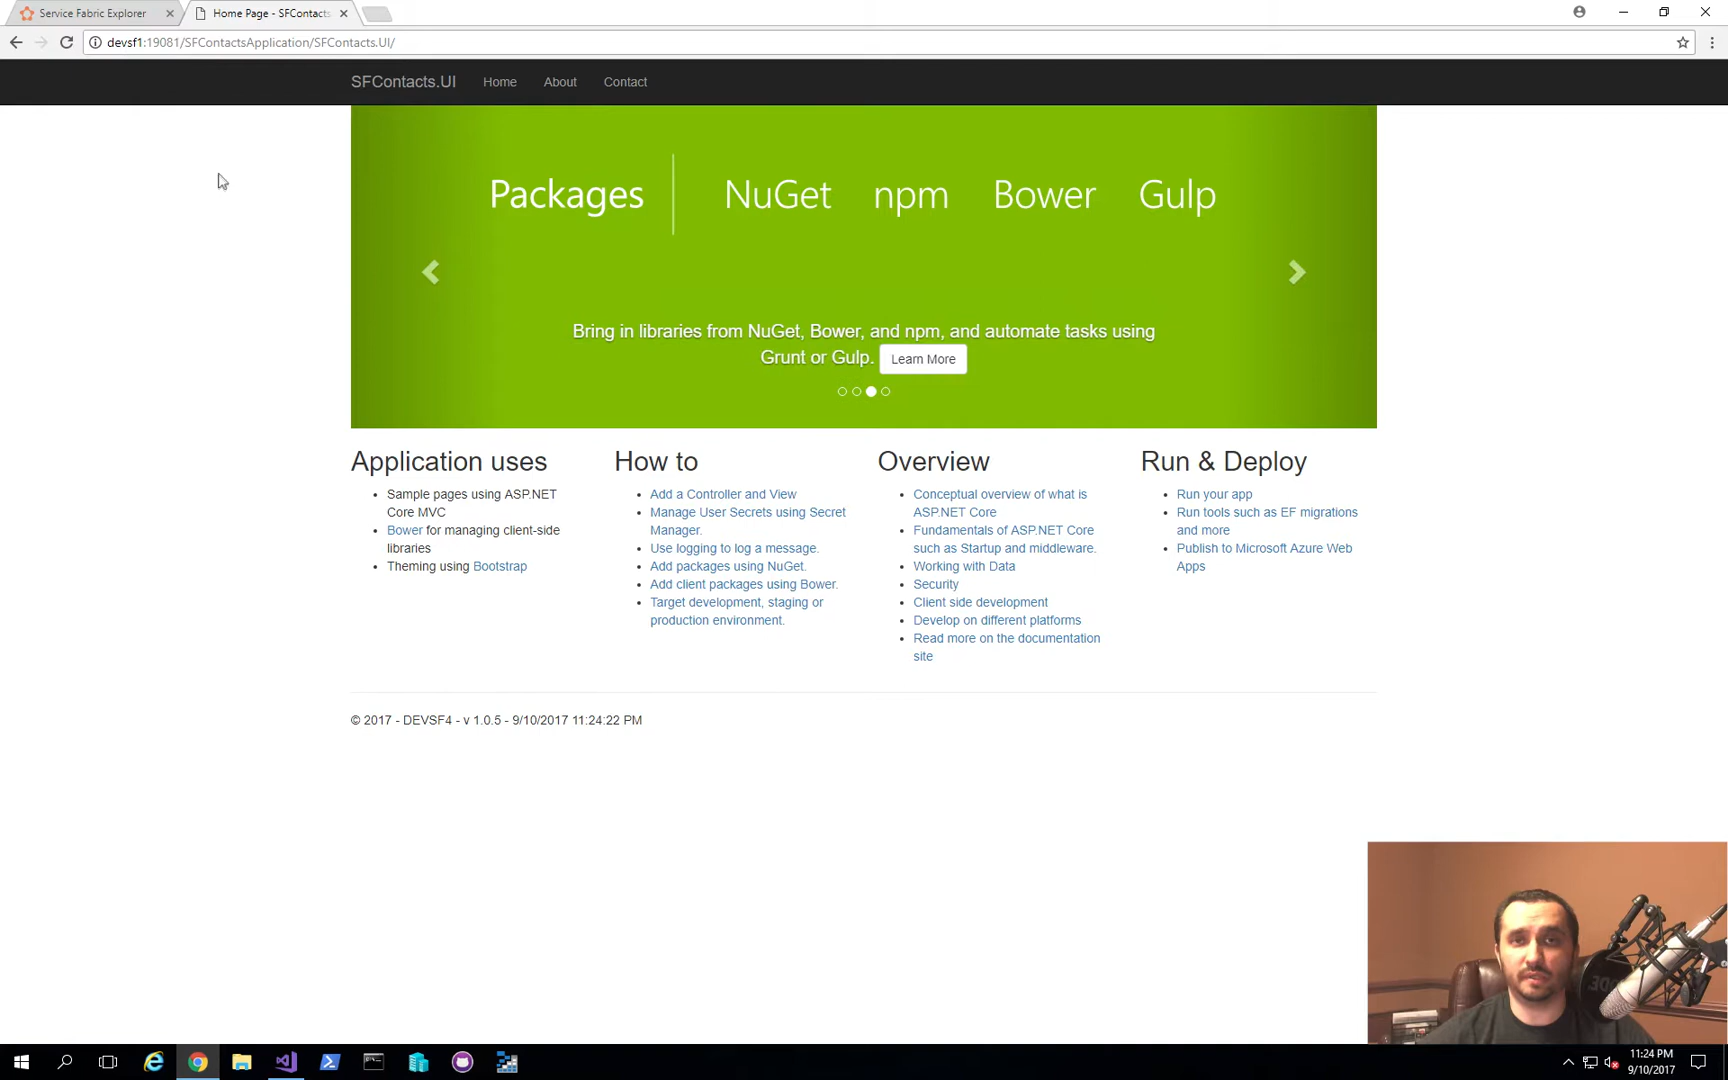 Service Fabric Explorer
Home Page - SFContacts
devsf1:19081/SFContactsApplication/SFContacts.UI/
SFContacts.UI Home About Contact
Packages NuGet npm Bower Gulp
Bring in libraries from NuGet, Bower, and npm, and automate tasks using
Grunt or Gulp. Learn More
Application uses
Sample pages using ASP.NET
Core MVC
Bower for managing client-side
libraries
Theming using Bootstrap
How to
Add a Controller and View
Manage User Secrets using Secret
Manager.
Use logging to log a message.
Add packages using NuGet.
Add client packages using Bower.
Target development, staging or
production environment.
Overview
Conceptual overview of what is
ASP.NET Core
Fundamentals of ASP.NET Core
such as Startup and middleware.
Working with Data
Security
Client side development
Develop on different platforms
Read more on the documentation
site
Run & Deploy
Run your app
Run tools such as EF migrations
and more
Publish to Microsoft Azure Web
Apps
© 2017 - DEVSF4 - v 1.0.5 - 9/10/2017 11:24:22 PM
11:24 PM
9/10/2017